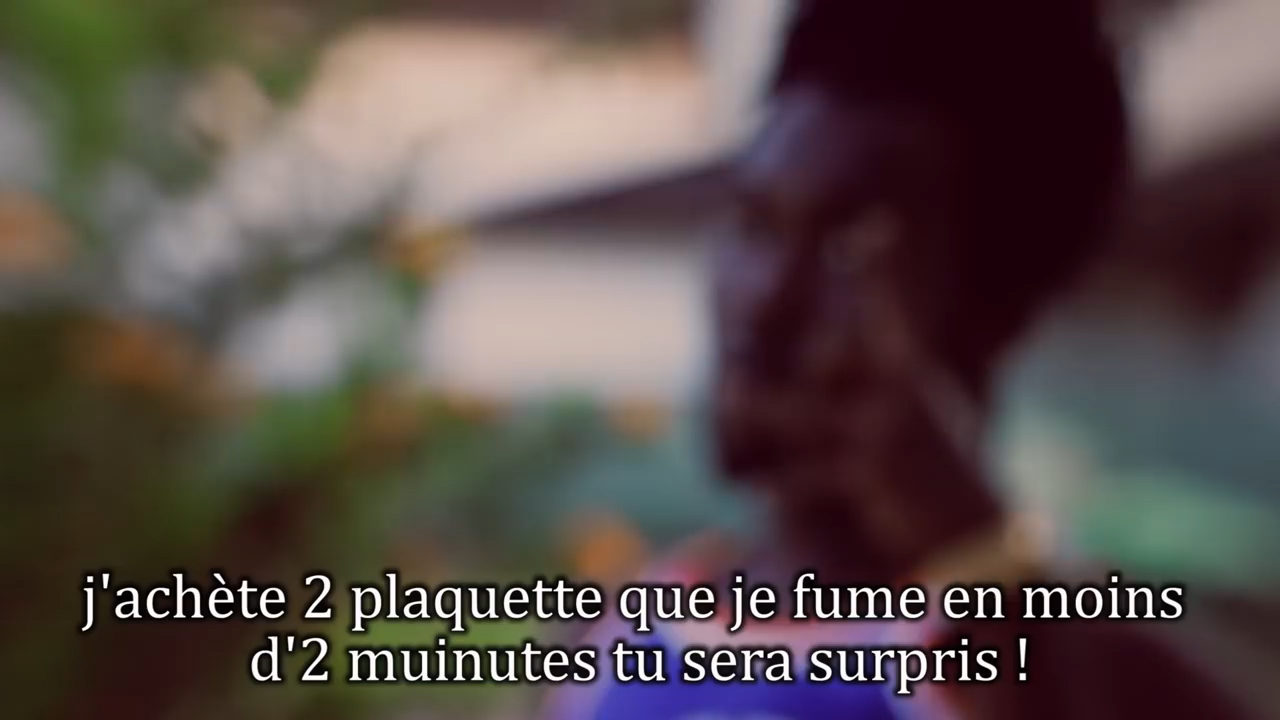 j'achète 2 plaquette que je fume en moins
d'2 muinutes tu sera surpris !